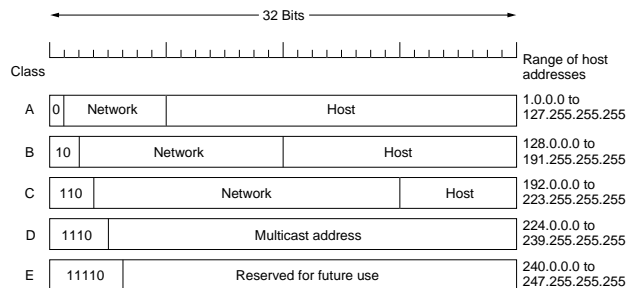 32 Bits
Range of host
addresses
Class
A 0 Network Host 1.0.0.0 to
127.255.255.255
B 10 Network Host 128.0.0.0 to
191.255.255.255
C 110 Network Host 192.0.0.0 to
223.255.255.255
D 1110 Multicast address 224.0.0.0 to
239.255.255.255
E 11110 Reserved for future use 240.0.0.0 to
247.255.255.255